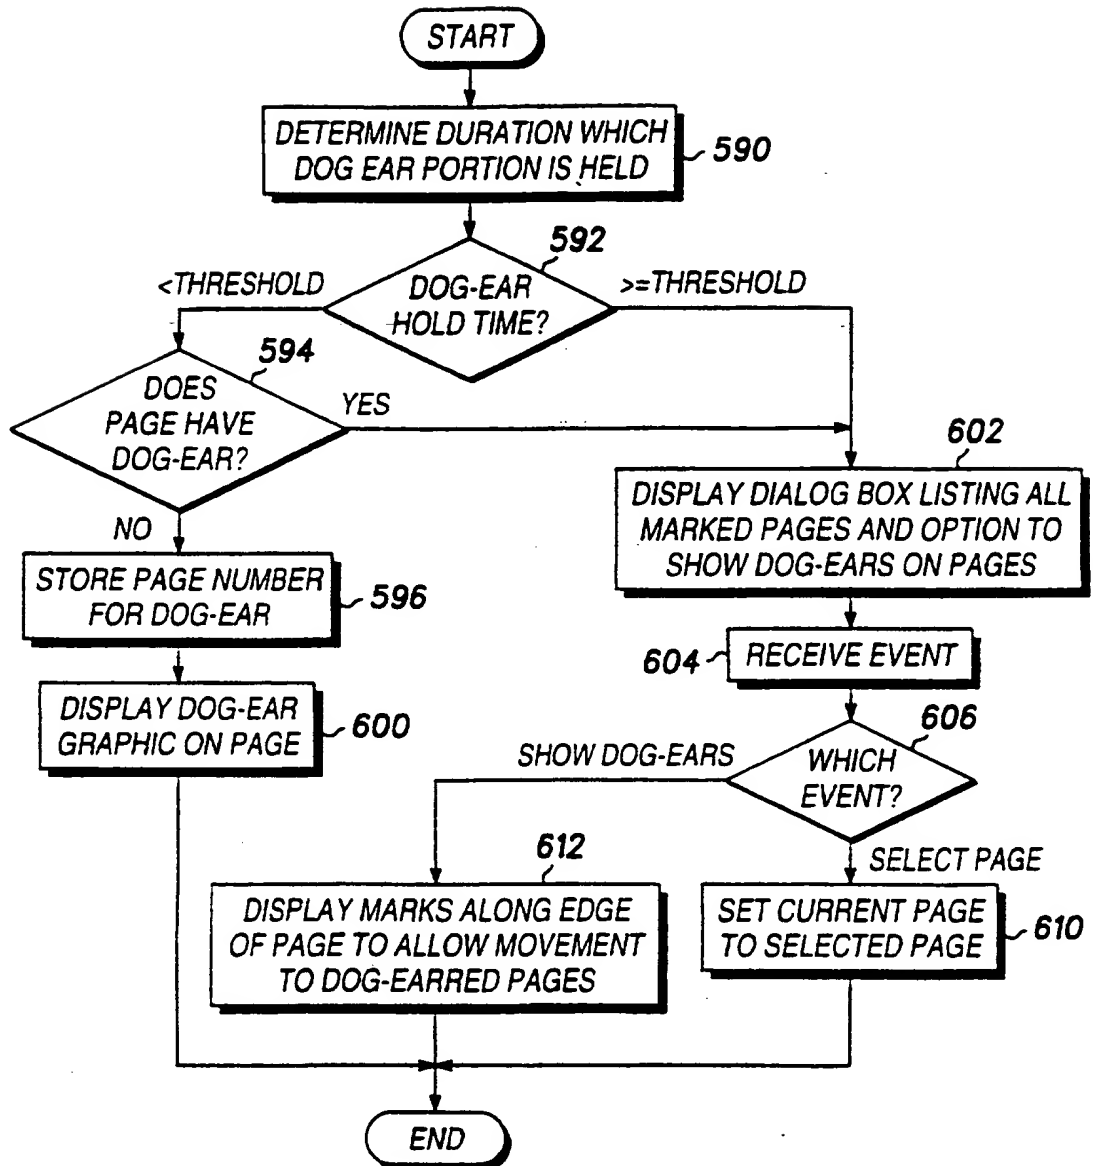 START
DETERMINE DURATION WHICH
DOG EAR PORTION IS HELD
590
592
<THRESHOLD
DOG-EAR
HOLD TIME?
>=THRESHOLD
594
DOES
PAGE HAVE
DOG-EAR?
YES
602
DISPLAY DIALOG BOX LISTING ALL
MARKED PAGES AND OPTION TO
SHOW DOG-EARS ON PAGES
NO
STORE PAGE NUMBER
FOR DOG-EAR
596
604
RECEIVE EVENT
DISPLAY DOG-EAR
GRAPHIC ON PAGE
600
606
SHOW DOG-EARS
WHICH
EVENT?
612
SELECT PAGE
DISPLAY MARKS ALONG EDGE
OF PAGE TO ALLOW MOVEMENT
TO DOG-EARRED PAGES
SET CURRENT PAGE
TO SELECTED PAGE
610
END